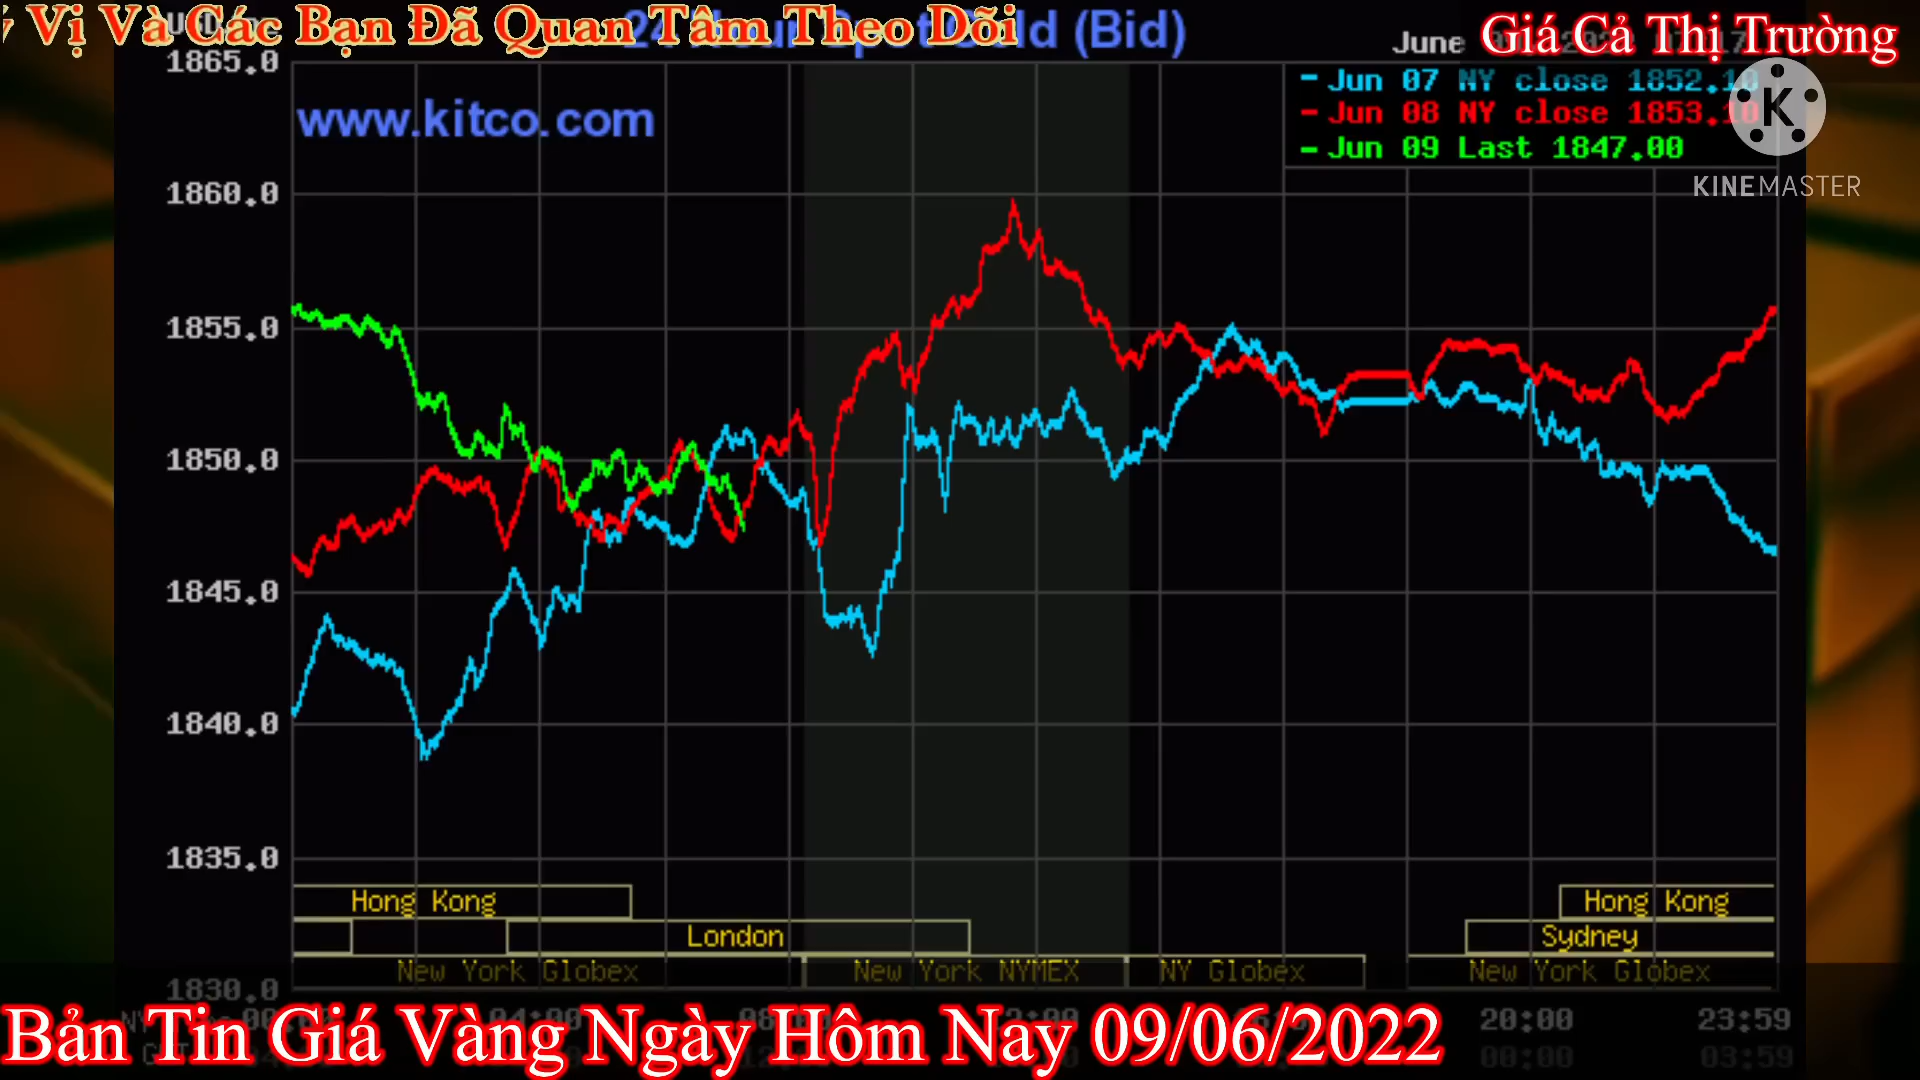 Vị Và Các Bạn Đã Quan Tâm Theo Dõi
(Bid)
Giá Cả Thị Trường
June
1865.0
www.kitco.com
Jun 07 NY close 1852.10
Jun 08 NY close 1853.10
Jun 09 Last 1847.00
K
KINEMASTER
1860.0
1855.0
1850.0
1845.0
1840.0
1835.0
1830.0
Hong Kong
Hong Kong
London
Sydney
New York Globex
New York NYMEX
NY Globex
New York Globex
20:00
23:59
00:00
03:59
Bản Tin Giá Vàng Ngày Hôm Nay 09/06/2022